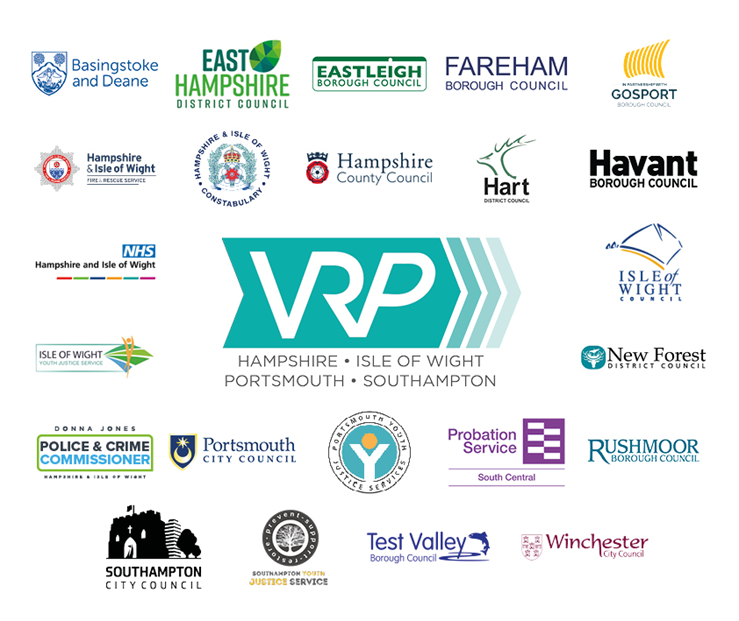 Basingstoke
and Deane
EAST
HAMPSHIRE
DISTRICT COUNCIL
EASTLEIGH
BOROUGH COUNCIL
FAREHAM
BOROUGH COUNCIL
IN PARTNERSHIP WITH
GOSPORT
BOROUGH COUNCIL
Hampshire
& Isle of Wight
FIRE & RESCUE SERVICE
HAMPSHIRE & ISLE OF WIGHT
• CONSTABULARY •
Hampshire
County Council
Hart
DISTRICT COUNCIL
Havant
BOROUGH COUNCIL
NHS
Hampshire and Isle of Wight
VRP
HAMPSHIRE • ISLE OF WIGHT
PORTSMOUTH • SOUTHAMPTON
ISLE of
WIGHT
COUNCIL
ISLE OF WIGHT
YOUTH JUSTICE SERVICE
New Forest
DISTRICT COUNCIL
DONNA JONES
POLICE & CRIME
COMMISSIONER
HAMPSHIRE & ISLE OF WIGHT
Portsmouth
CITY COUNCIL
PORTSMOUTH YOUTH
JUSTICE SERVICES
Probation
Service
South Central
RUSHMOOR
BOROUGH COUNCIL
SOUTHAMPTON
CITY COUNCIL
prevent-support-restore
SOUTHAMPTON YOUTH
JUSTICE SERVICE
Test Valley
Borough Council
Winchester
City Council